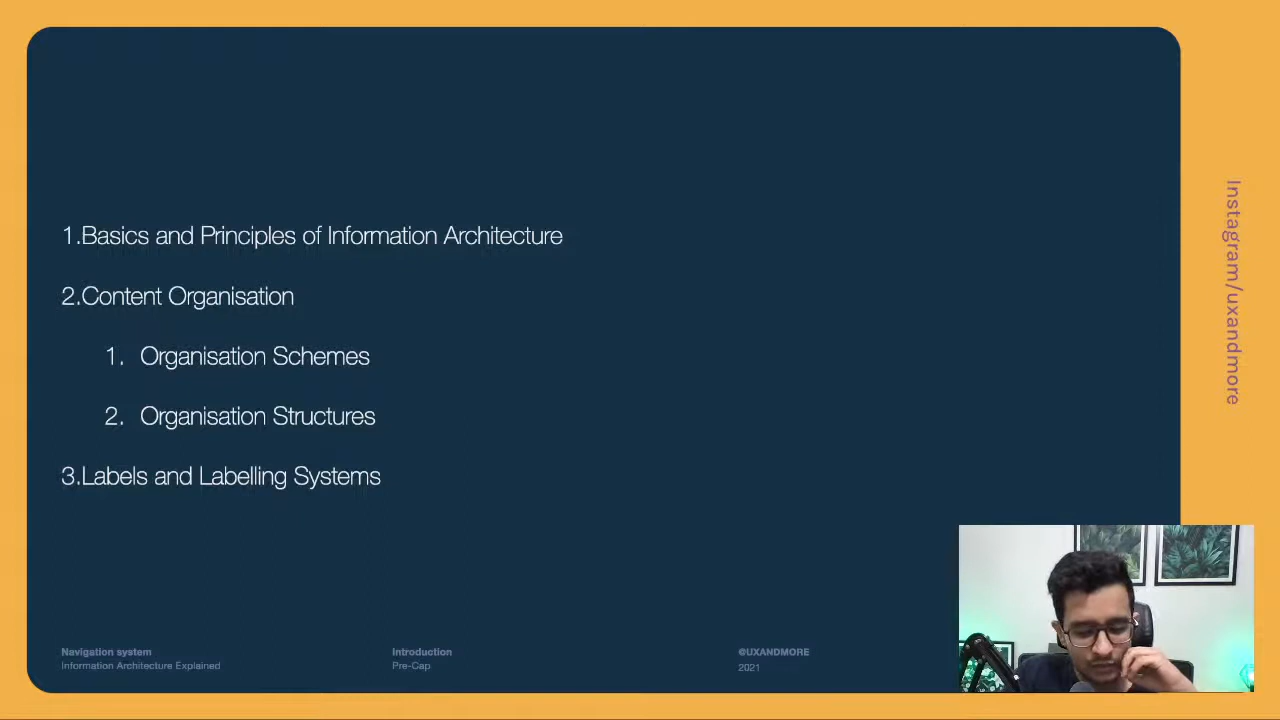 1.Basics and Principles of Information Architecture
2.Content Organisation
1. Organisation Schemes
2. Organisation Structures
3.Labels and Labelling Systems
Navigation system
Information Architecture Explained
Introduction
Pre-Cap
@UXANDMORE
2021
Instagram/uxandmore